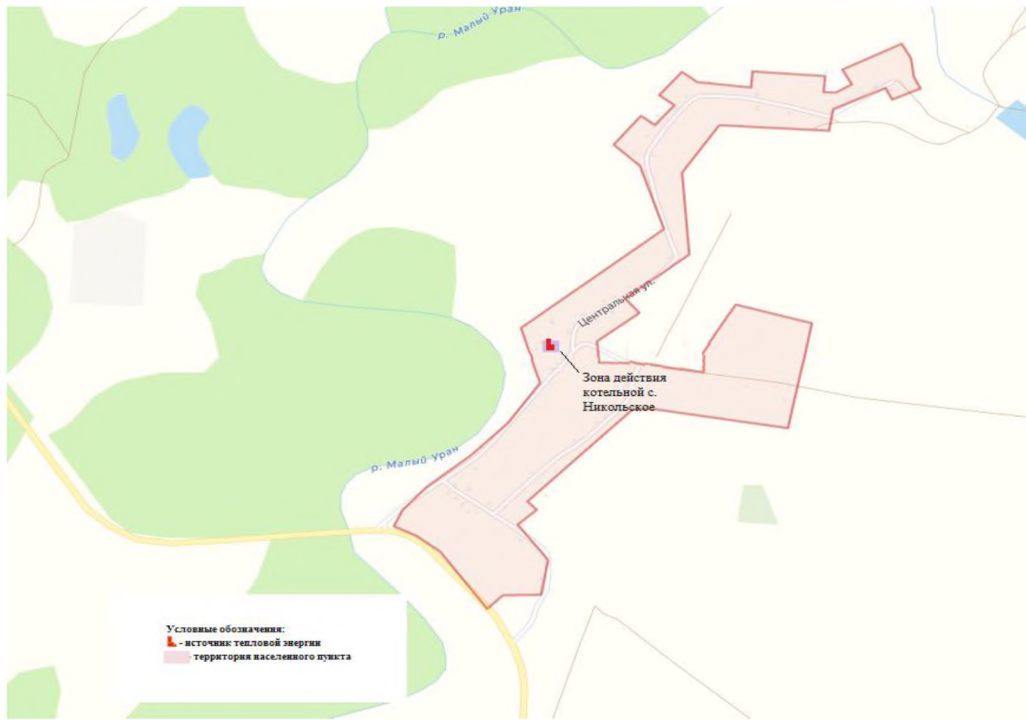 р. Малый Уран
Центральная ул.
Зона действия
котельной с.
Никольское
р. Малый Уран
Условные обозначения:
- источник тепловой энергии
- территория населенного пункта